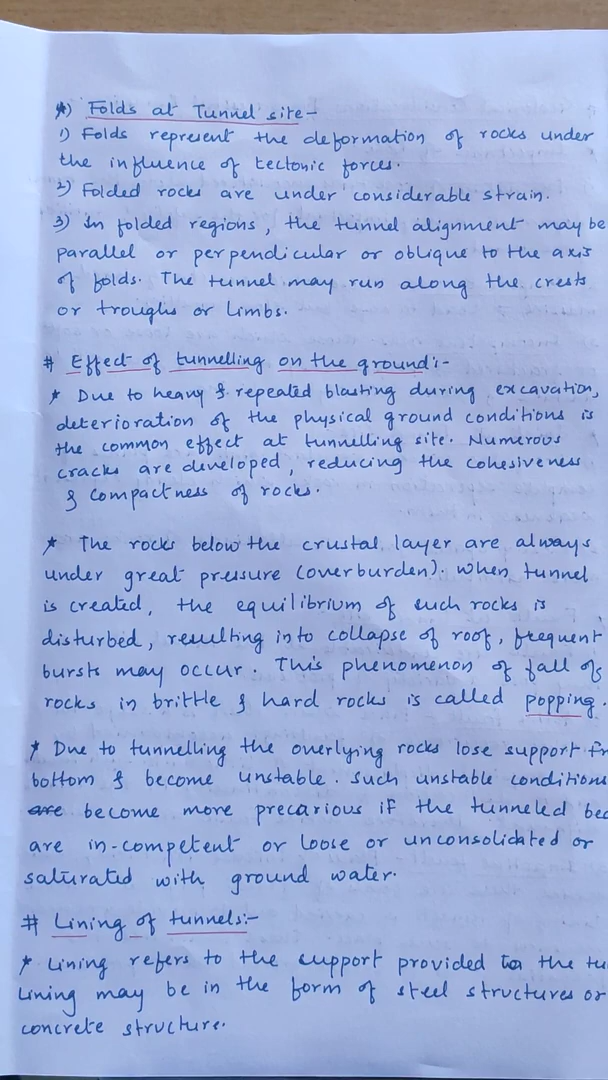 *) Folds at Tunnel site-
1) Folds represent the deformation of rocks under
the influence of tectonic forces.
2) Folded rocks are under considerable strain.
3) In folded regions, the tunnel alignment may be
parallel or perpendicular or oblique to the axis
of folds. The tunnel may run along the crests
or troughs or limbs.
# Effect of tunnelling on the ground:-
* Due to heavy & repeated blasting during excavation,
deterioration of the physical ground conditions is
the common effect at tunnelling site. Numerous
cracks are developed, reducing the cohesiveness
& compactness of rocks.
* The rocks below the crustal layer are always
under great pressure (overburden). When tunnel
is created, the equilibrium of such rocks is
disturbed, resulting into collapse of roof, frequent
bursts may occur. This phenomenon of fall of
rocks in brittle & hard rocks is called popping.
* Due to tunnelling the overlying rocks lose support fr
bottom & become unstable. Such unstable conditions
are become more precarious if the tunneled bed
are in-competent or loose or unconsolidated or
saturated with ground water.
# Lining of tunnels:-
* Lining refers to the support provided to the tu
Lining may be in the form of steel structures or
concrete structure.